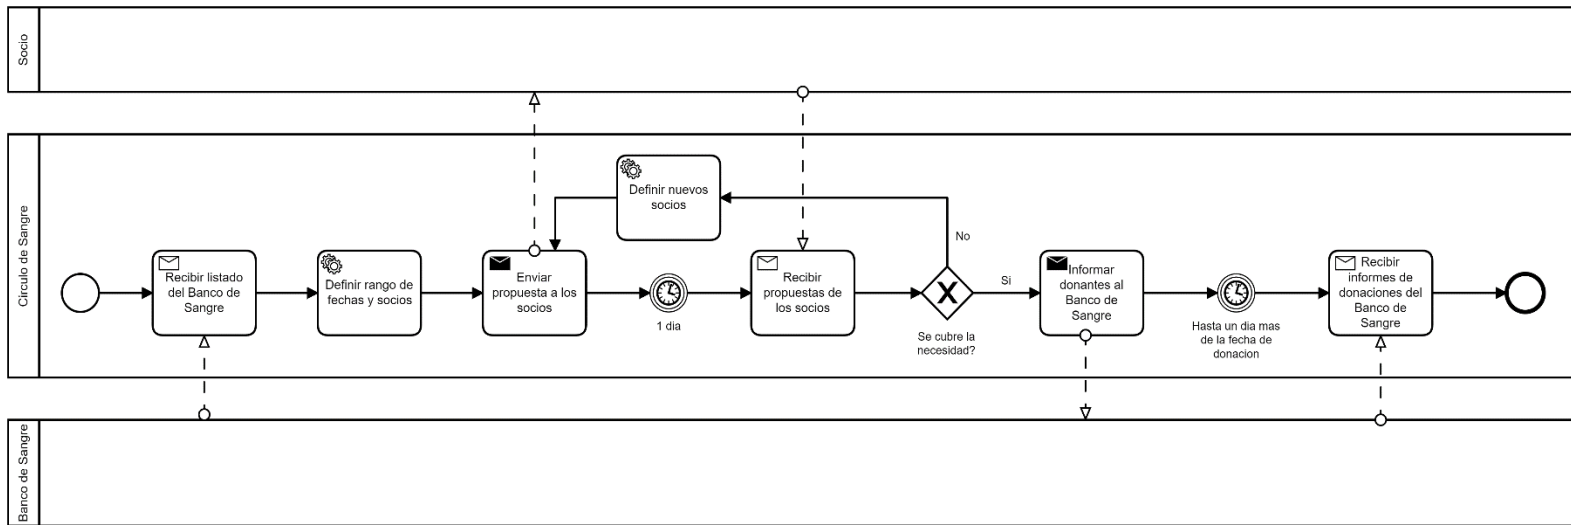 Socio
Circulo de Sangre
Recibir listado
del Banco de
Sangre
Definir rango de
fechas y socios
Enviar
propuesta a los
socios
1 dia
Definir nuevos
socios
Recibir
propuestas de
los socios
No
Si
Se cubre la
necesidad?
Informar
donantes al
Banco de
Sangre
Hasta un dia mas
de la fecha de
donacion
Recibir
informes de
donaciones del
Banco de
Sangre
Banco de Sangre